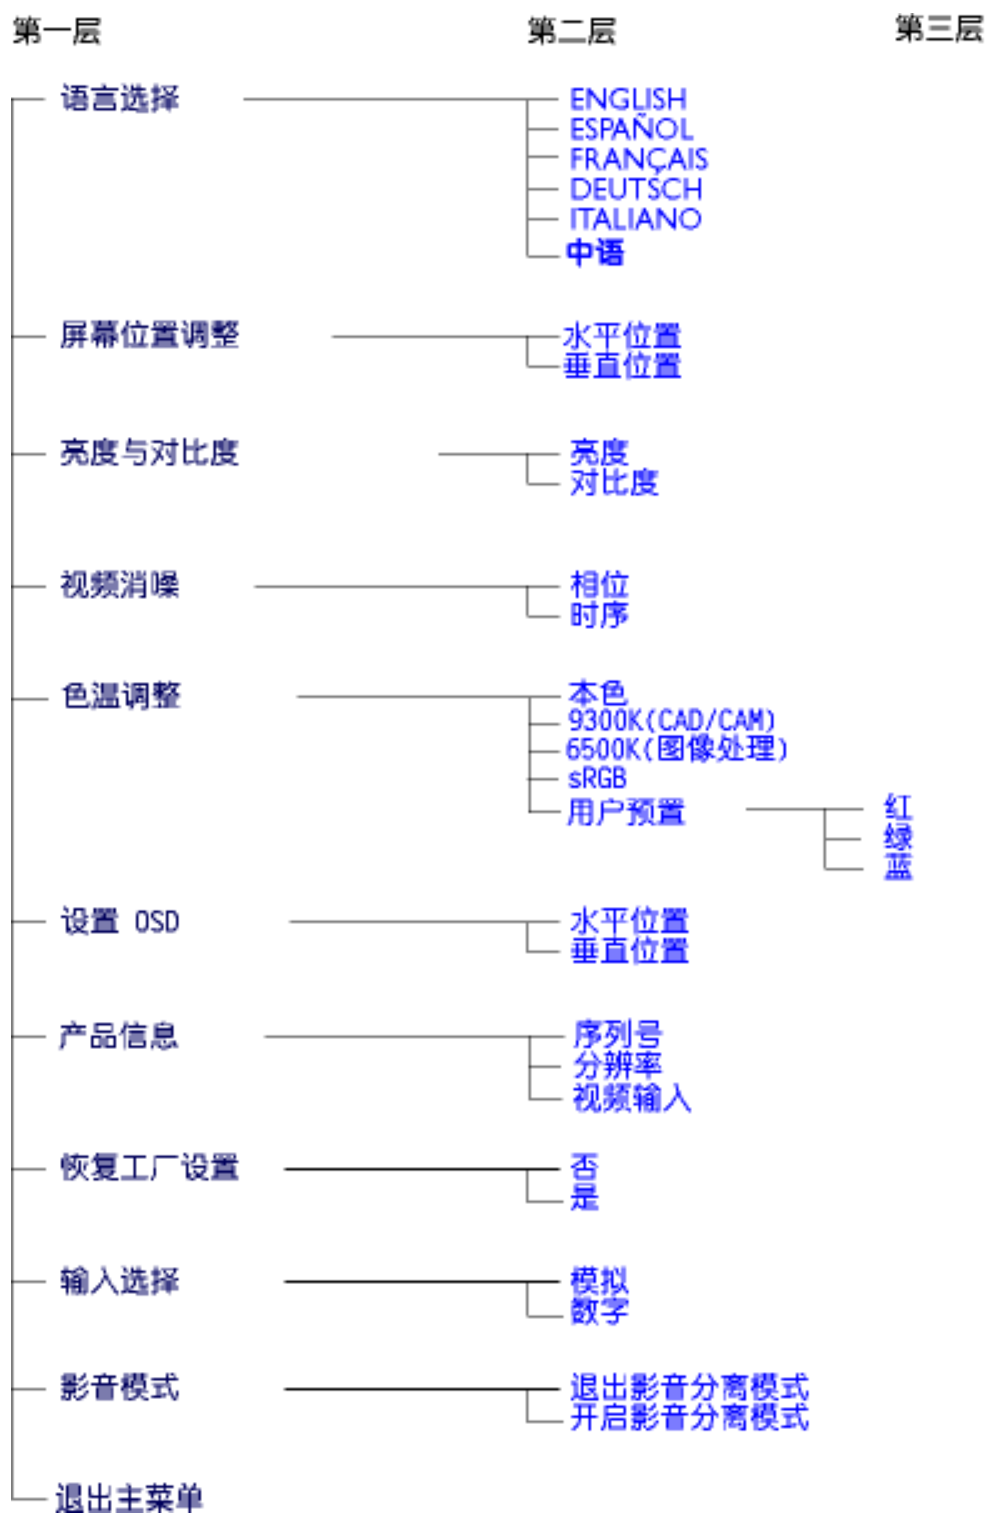 第一层 第二层 第三层
语言选择 ENGLISH
ESPAÑOL
FRANÇAIS
DEUTSCH
ITALIANO
中语
屏幕位置调整 水平位置
垂直位置
亮度与对比度 亮度
对比度
视频消噪 相位
时序
色温调整 本色
9300K(CAD/CAM)
6500K(图像处理)
sRGB
用户预置 红
绿
蓝
设置 OSD 水平位置
垂直位置
产品信息 序列号
分辨率
视频输入
恢复工厂设置 否
是
输入选择 模拟
数字
影音模式 退出影音分离模式
开启影音分离模式
退出主菜单